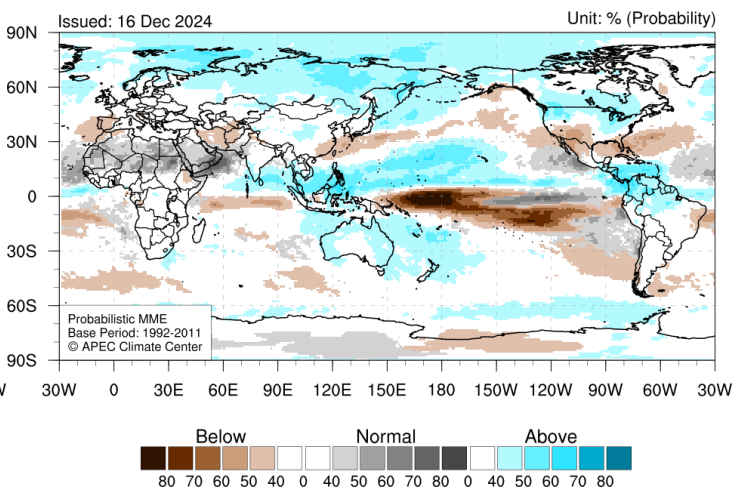 Issued: 16 Dec 2024
Unit: % (Probability)
90N
60N
30N
0
30S
60S
90S
Probabilistic MME
Base Period: 1992-2011
© APEC Climate Center
W 30W 0 30E 60E 90E 120E 150E 180 150W 120W 90W 60W 30W
Below Normal Above
80 70 60 50 40 0 40 50 60 70 80 0 40 50 60 70 80